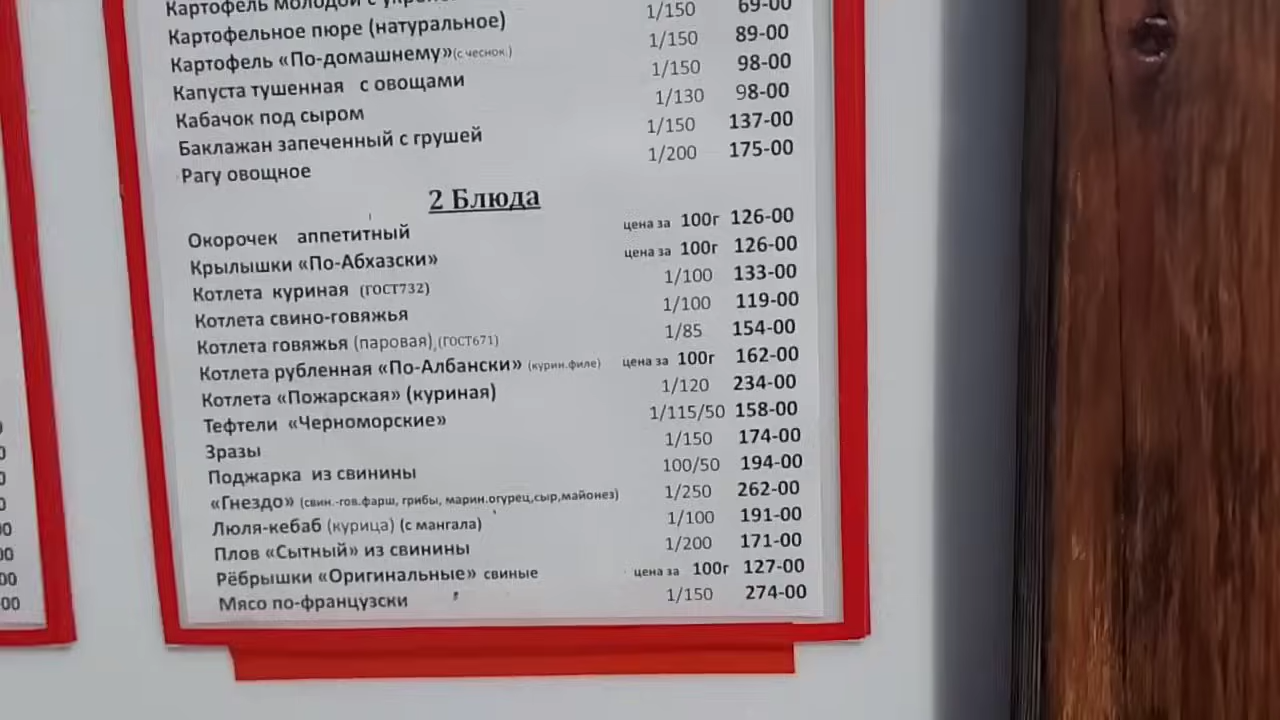 Картофель молодой с
Картофельное пюре (натуральное) 1/150 69-00
Картофель «По-домашнему»(с чеснок.) 1/150 89-00
Капуста тушенная с овощами 1/150 98-00
Кабачок под сыром 1/130 98-00
Баклажан запеченный с грушей 1/150 137-00
Рагу овощное 1/200 175-00
2 Блюда
Окорочек аппетитный цена за 100г 126-00
Крылышки «По-Абхазски» цена за 100г 126-00
Котлета куриная (ГОСТ732) 1/100 133-00
Котлета свино-говяжья 1/100 119-00
Котлета говяжья (паровая),(ГОСТ671) 1/85 154-00
Котлета рубленная «По-Албански» (курин.филе) цена за 100г 162-00
Котлета «Пожарская» (куриная) 1/120 234-00
Тефтели «Черноморские» 1/115/50 158-00
Зразы 1/150 174-00
Поджарка из свинины 100/50 194-00
«Гнездо» (свин.-гов.фарш, грибы, марин.огурец,сыр,майонез) 1/250 262-00
Люля-кебаб (курица) (с мангала) 1/100 191-00
Плов «Сытный» из свинины 1/200 171-00
Рёбрышки «Оригинальные» свиные цена за 100г 127-00
Мясо по-французски 1/150 274-00